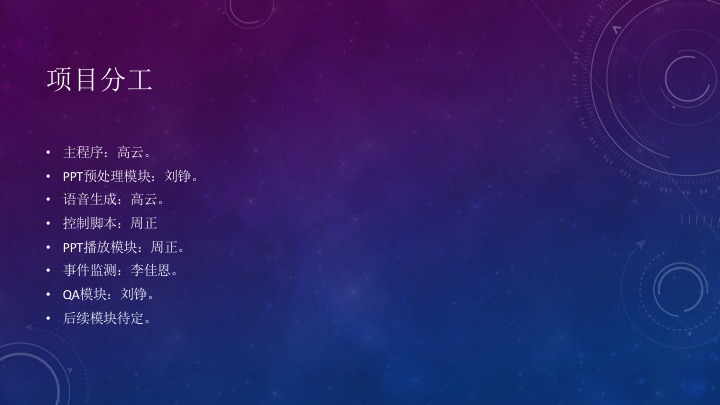 项目分工
• 主程序：高云。
• PPT预处理模块：刘铮。
• 语音生成：高云。
• 控制脚本：周正
• PPT播放模块：周正。
• 事件监测：李佳恩。
• QA模块：刘铮。
• 后续模块待定。